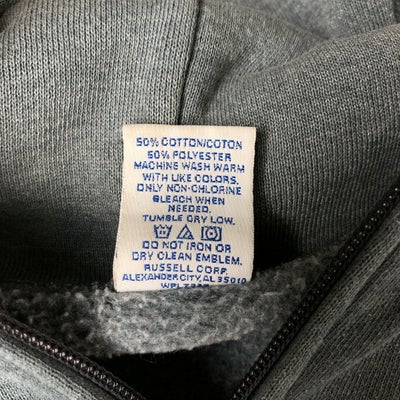 50% COTTON/COTON
50% POLYESTER
MACHINE WASH WARM
WITH LIKE COLORS.
ONLY NON-CHLORINE
BLEACH WHEN
NEEDED.
TUMBLE DRY LOW.
DO NOT IRON OR
DRY CLEAN EMBLEM.
RUSSELL CORP.
ALEXANDER CITY, AL 35010